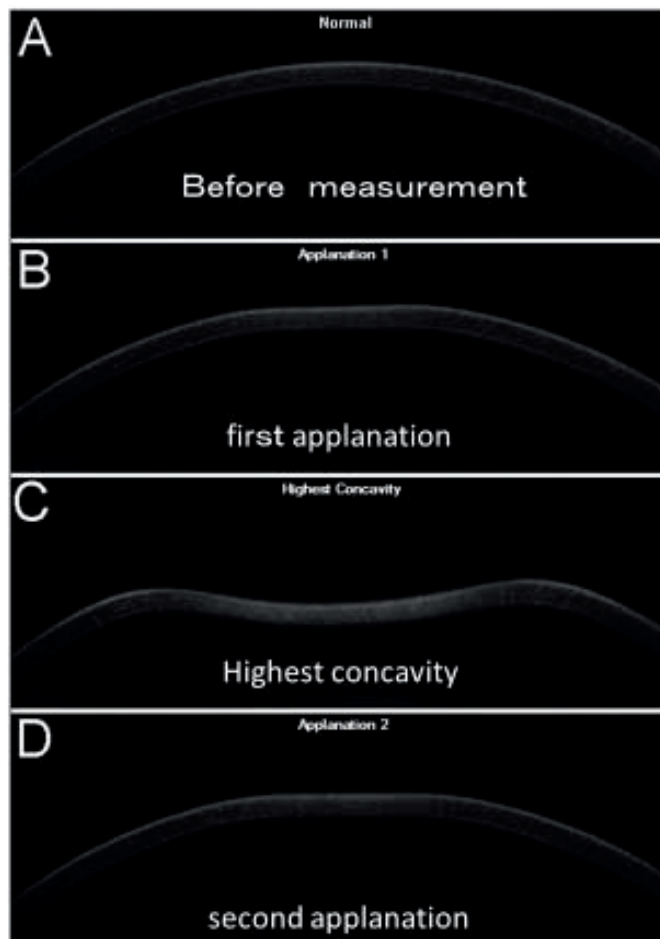 A
Normal
Before measurement
B
Applanation 1
first applanation
C
Highest Concavity
Highest concavity
D
Applanation 2
second applanation